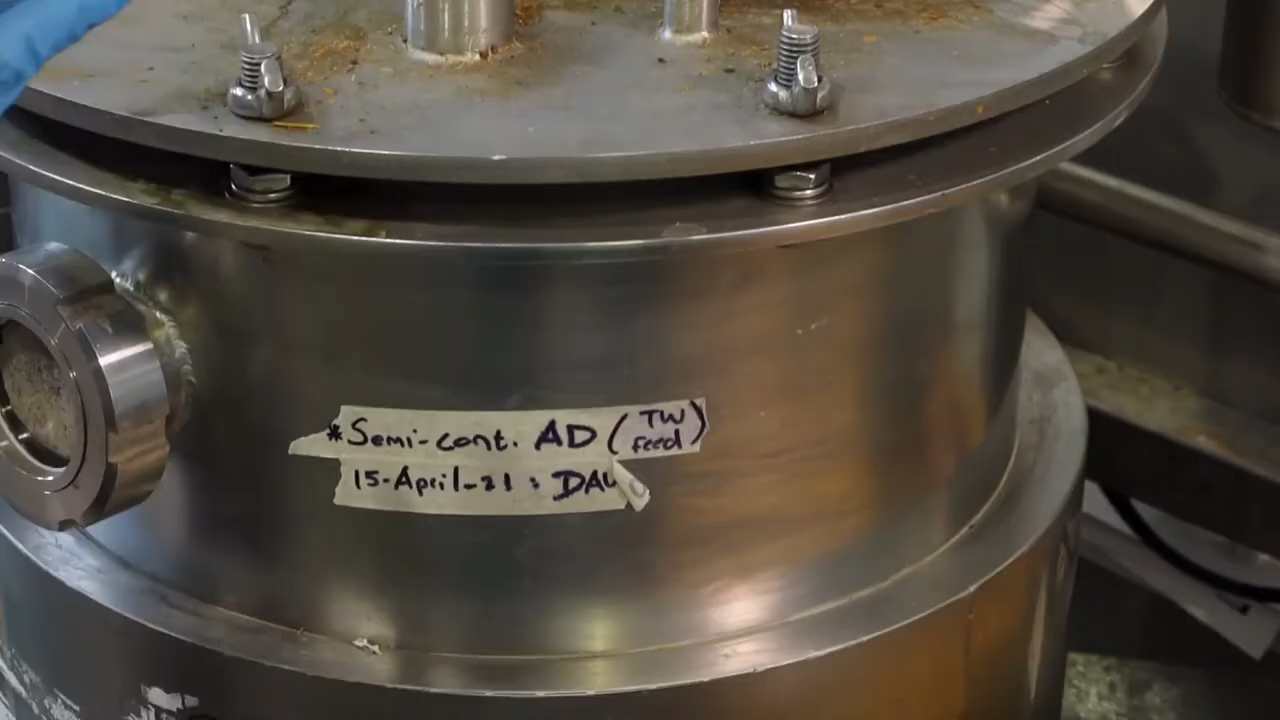 *Semi-cont. AD (TW feed)
15-April-21 :